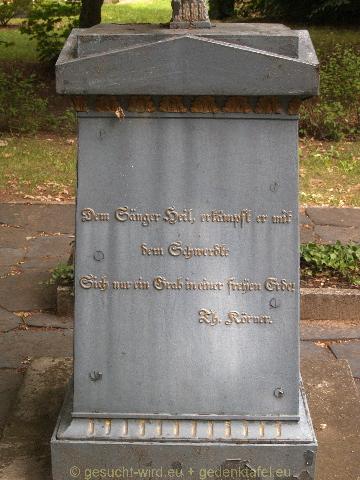 Dem Sänger Heil, erkämpft er mit
dem Schwerdte
Sich nur ein Grab in einer freyen Erde!
Th. Körner.
© gesucht-wird.eu + gedenktafel.eu